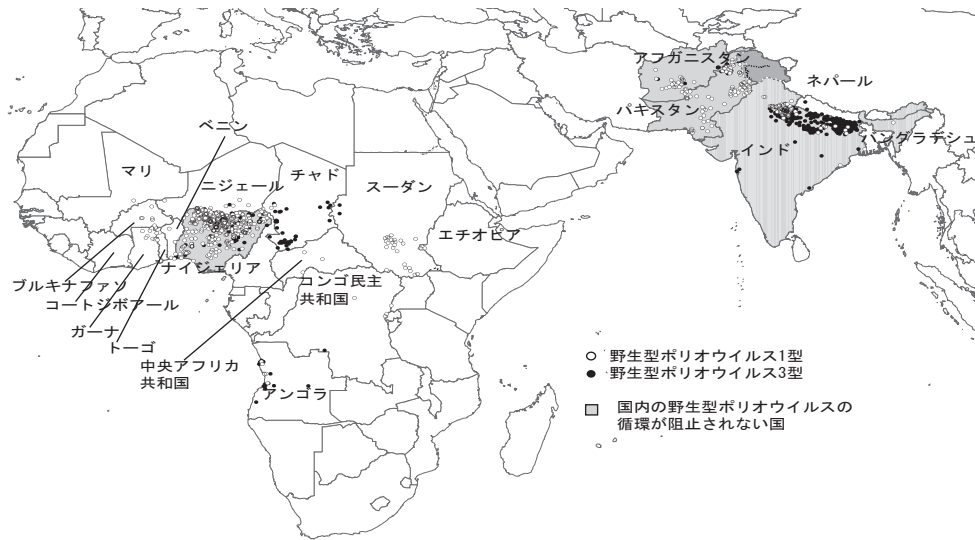 アフガニスタン
ネパール
パキスタン
バングラデシュ
インド
ベニン
マリ
ニジェール
チャド
スーダン
エチオピア
ナイジェリア
ブルキナファソ
コートジボアール
ガーナ
トーゴ
中央アフリカ
共和国
コンゴ民主
共和国
アンゴラ
野生型ポリオウイルス1型
野生型ポリオウイルス3型
国内の野生型ポリオウイルスの
循環が阻止されない国